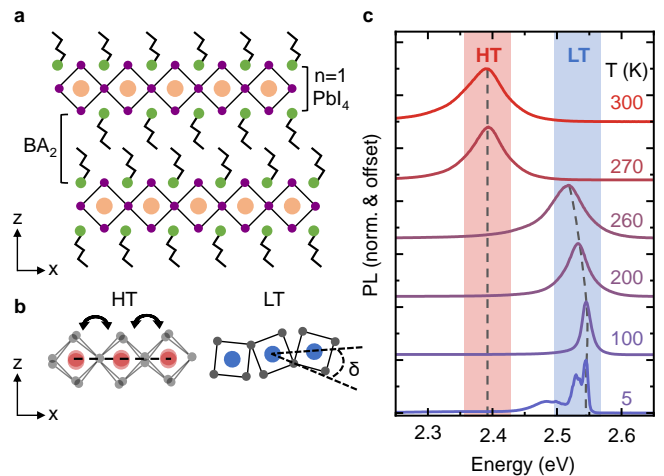 a
n=1
PbI₄
BA₂
z
x
b
HT
LT
δ
z
x
c
HT
LT
T (K)
300
270
260
200
100
5
PL (norm. & offset)
2.3 2.4 2.5 2.6
Energy (eV)